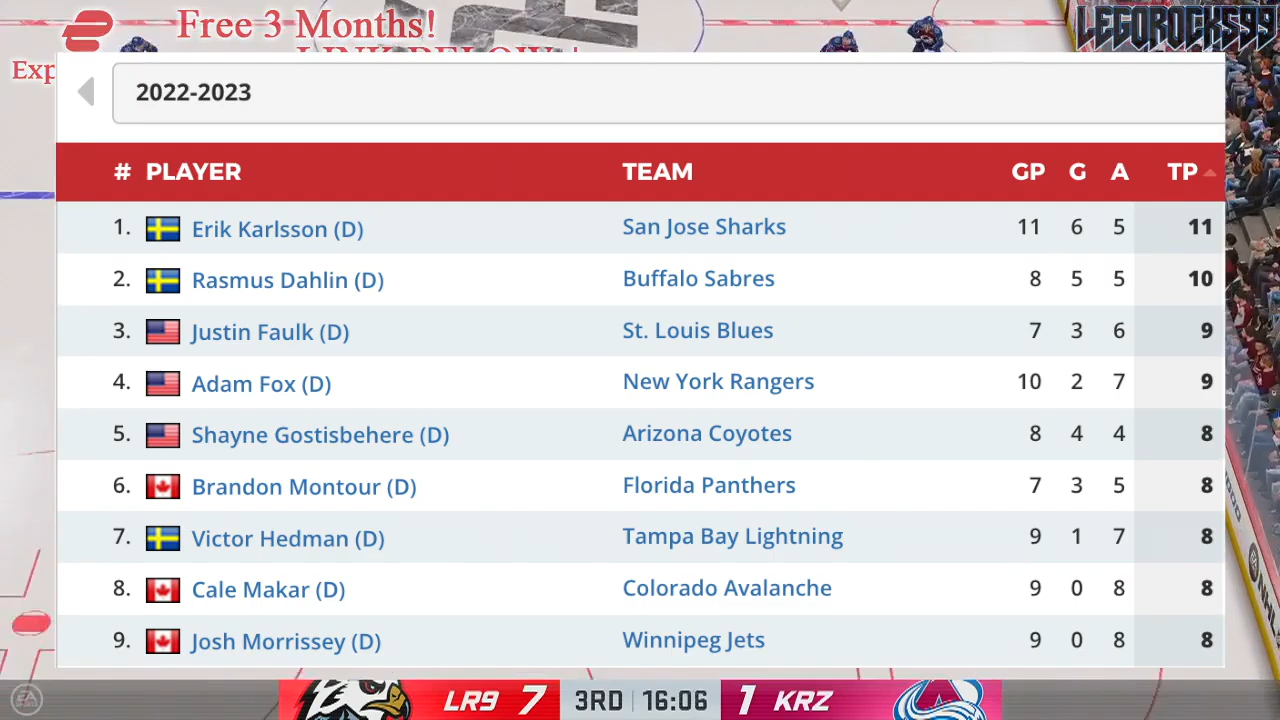 Free 3 Months!
LINK BELOW
LEGOROCKS99
Exp
2022-2023
# PLAYER TEAM GP G A TP
1. Erik Karlsson (D) San Jose Sharks 11 6 5 11
2. Rasmus Dahlin (D) Buffalo Sabres 8 5 5 10
3. Justin Faulk (D) St. Louis Blues 7 3 6 9
4. Adam Fox (D) New York Rangers 10 2 7 9
5. Shayne Gostisbehere (D) Arizona Coyotes 8 4 4 8
6. Brandon Montour (D) Florida Panthers 7 3 5 8
7. Victor Hedman (D) Tampa Bay Lightning 9 1 7 8
8. Cale Makar (D) Colorado Avalanche 9 0 8 8
9. Josh Morrissey (D) Winnipeg Jets 9 0 8 8
NHL
EA
SPORTS
LR9 7 3RD 16:06 1 KRZ